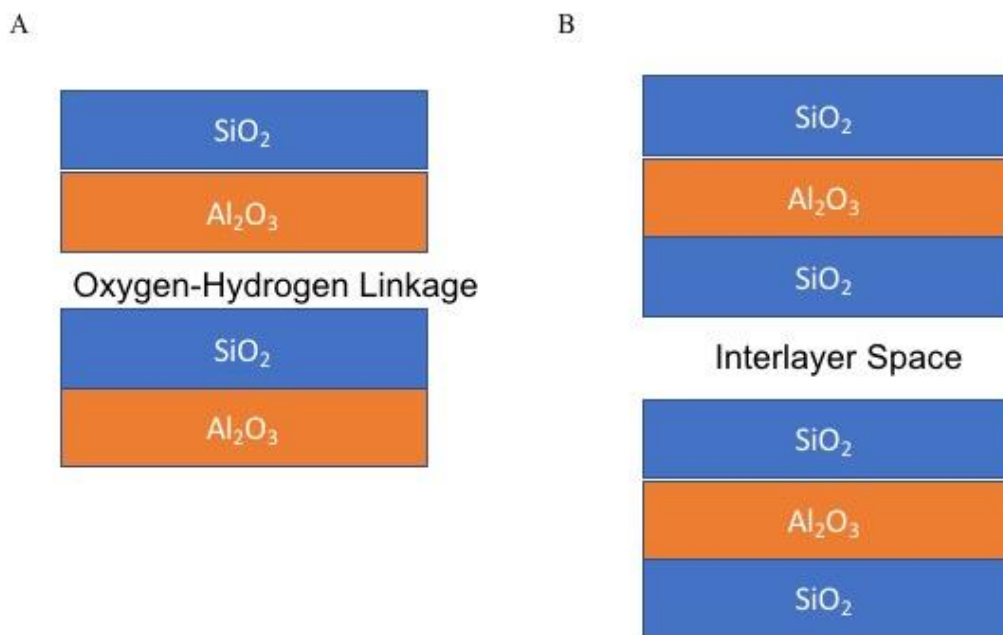 A
SiO₂
Al₂O₃
Oxygen-Hydrogen Linkage
SiO₂
Al₂O₃
B
SiO₂
Al₂O₃
SiO₂
Interlayer Space
SiO₂
Al₂O₃
SiO₂